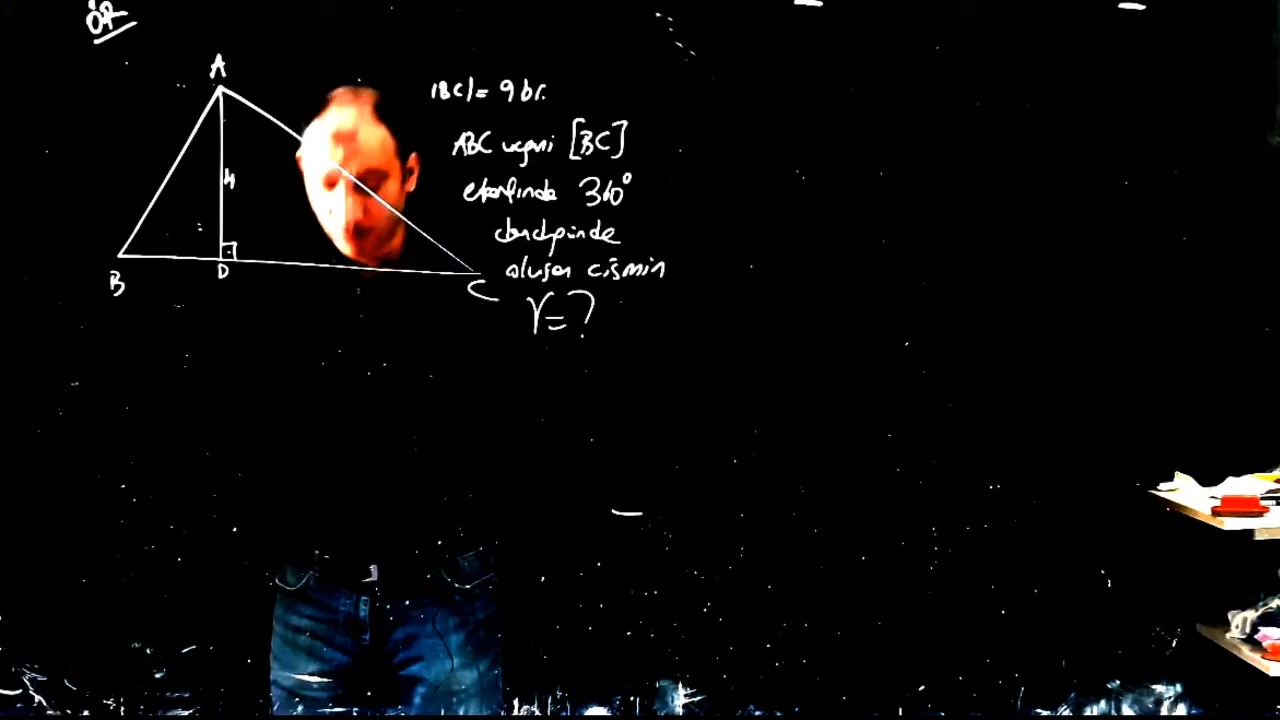 ÖR
A
|BC|= 9 br.
ABC üçgeni [BC]
4
etrafında 360°
döndüğünde
B
D
oluşan cismin
C
V=?